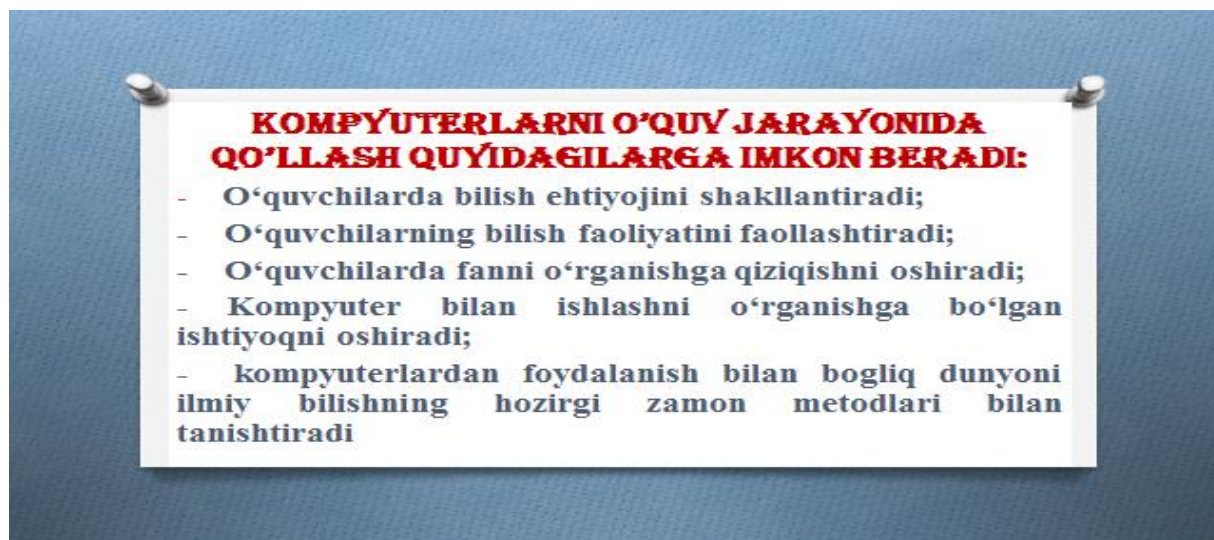 KOMPYUTERLARNI O’QUV JARAYONIDA
QO’LLASH QUYIDAGILARGA IMKON BERADI:
- O‘quvchilarda bilish ehtiyojini shakllantiradi;
- O‘quvchilarning bilish faoliyatini faollashtiradi;
- O‘quvchilarda fanni o‘rganishga qiziqishni oshiradi;
- Kompyuter bilan ishlashni o‘rganishga bo‘lgan
ishtiyoqni oshiradi;
- kompyuterlardan foydalanish bilan bogliq dunyoni
ilmiy bilishning hozirgi zamon metodlari bilan
tanishtiradi